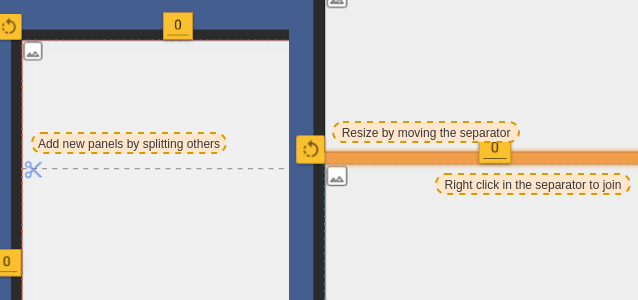 0
Add new panels by splitting others
0
Resize by moving the separator
0
Right click in the separator to join